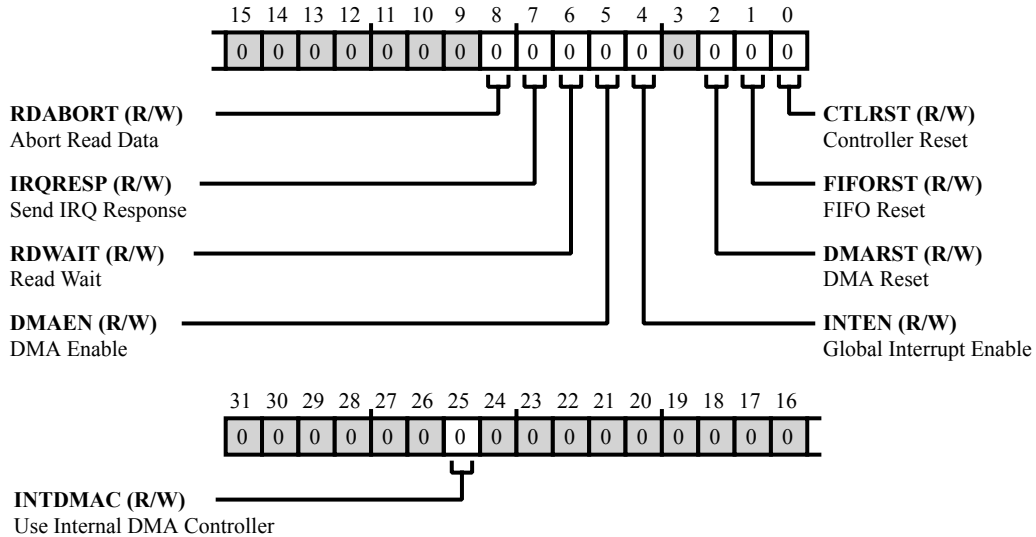 15 14 13 12 11 10 9 8 7 6 5 4 3 2 1 0
0 0 0 0 0 0 0 0 0 0 0 0 0 0 0 0
RDABORT (R/W)
Abort Read Data
CTLRST (R/W)
Controller Reset
IRQRESP (R/W)
Send IRQ Response
FIFORST (R/W)
FIFO Reset
RDWAIT (R/W)
Read Wait
DMARST (R/W)
DMA Reset
DMAEN (R/W)
DMA Enable
INTEN (R/W)
Global Interrupt Enable
31 30 29 28 27 26 25 24 23 22 21 20 19 18 17 16
0 0 0 0 0 0 0 0 0 0 0 0 0 0 0 0
INTDMAC (R/W)
Use Internal DMA Controller